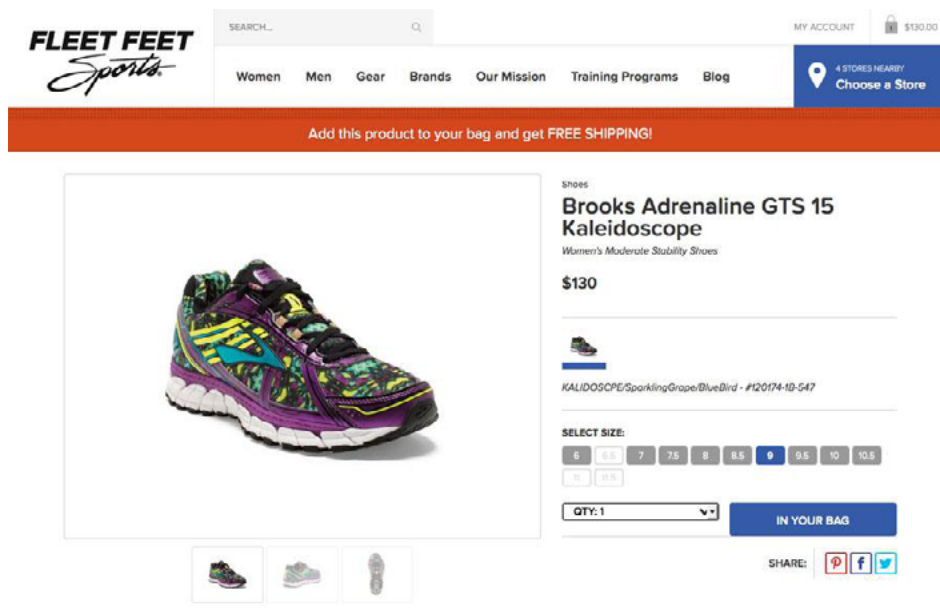 FLEET FEET
Sports
SEARCH...
MY ACCOUNT
1
$130.00
Women Men Gear Brands Our Mission Training Programs Blog
4 STORES NEARBY
Choose a Store
Add this product to your bag and get FREE SHIPPING!
Shoes
Brooks Adrenaline GTS 15
Kaleidoscope
Women's Moderate Stability Shoes
$130
KALIDOSCPE/SparklingGrape/BlueBird - #120174-1B-547
SELECT SIZE:
6 6.5 7 7.5 8 8.5 9 9.5 10 10.5
11 11.5
QTY: 1
IN YOUR BAG
SHARE: